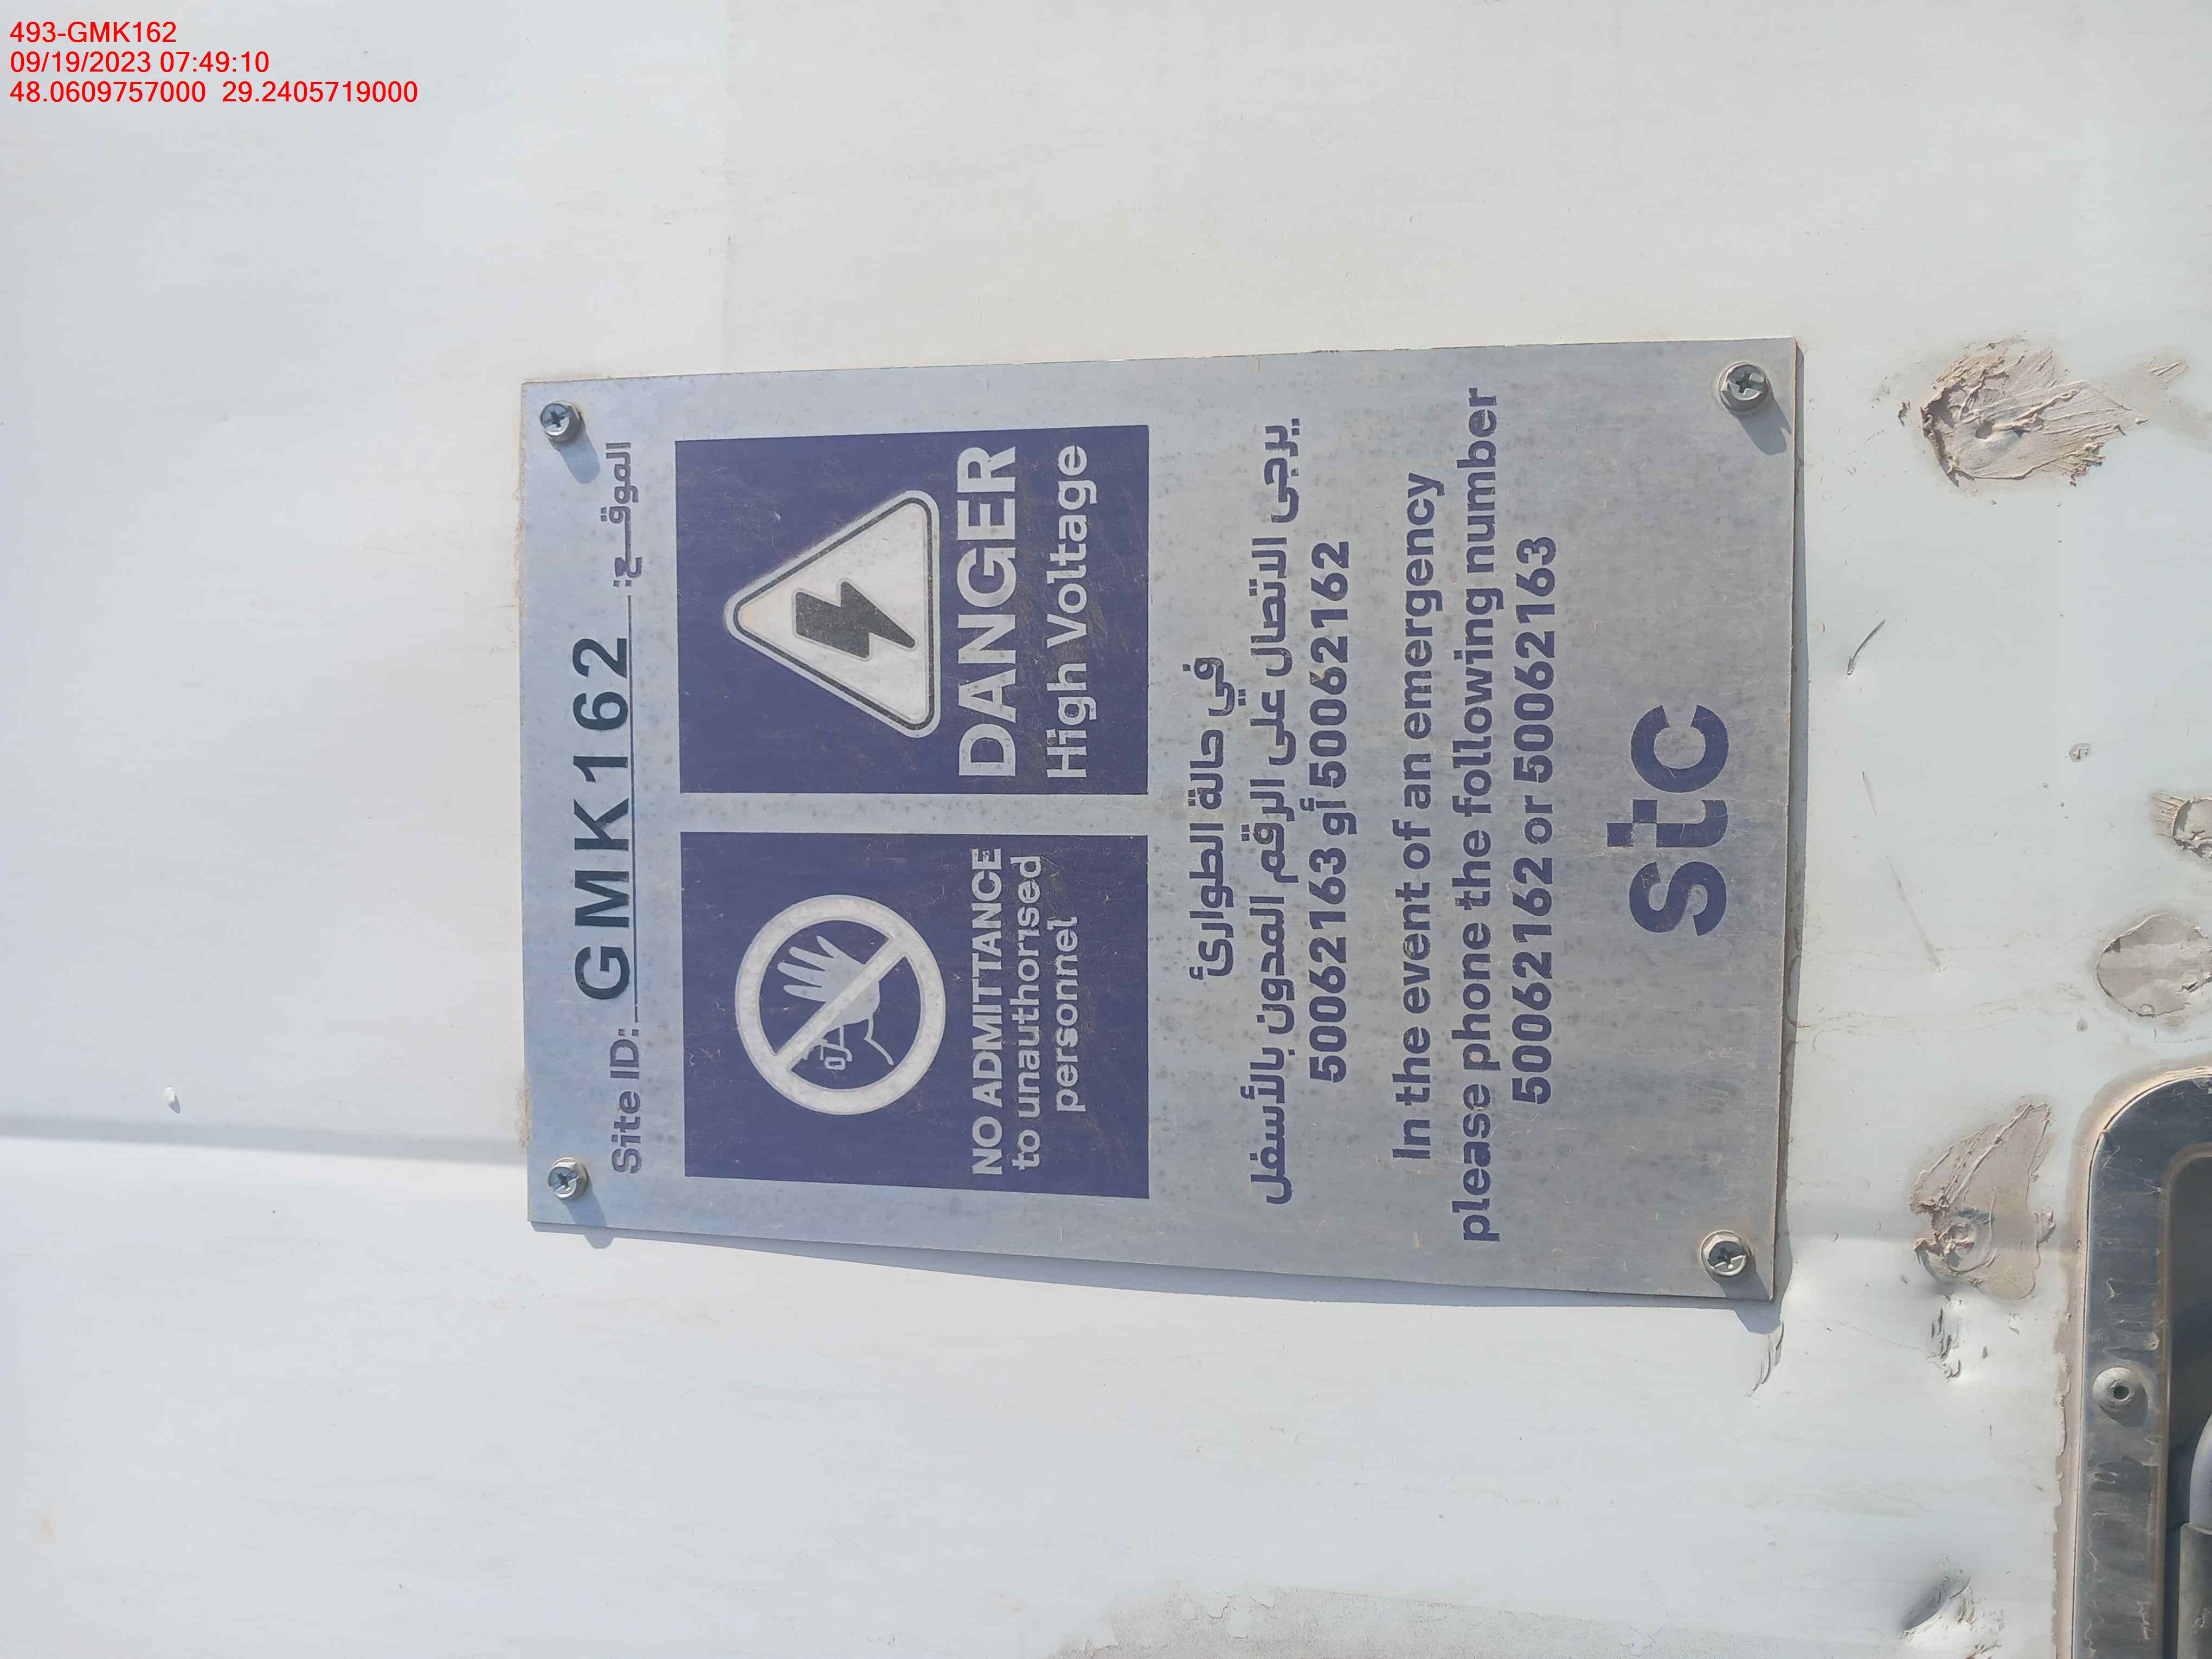 493-GMK162
09/19/2023 07:49:10
48.0609757000 29.2405719000
Site ID: GMK162 الموقـــع:
NO ADMITTANCE
to unauthorised
personnel
DANGER
High Voltage
في حالة الطوارئ
يرجى الاتصال على الرقم المدون بالأسفل
50062163 أو 50062162
In the event of an emergency
please phone the following number
50062162 or 50062163
stc